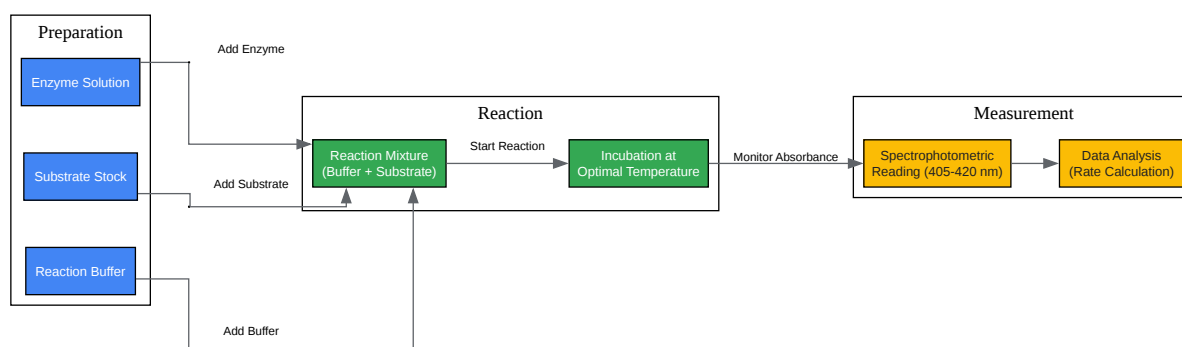 Preparation
Enzyme Solution
Substrate Stock
Reaction Buffer
Add Enzyme
Add Substrate
Add Buffer
Reaction
Reaction Mixture
(Buffer + Substrate)
Start Reaction
Incubation at
Optimal Temperature
Monitor Absorbance
Measurement
Spectrophotometric
Reading (405-420 nm)
Data Analysis
(Rate Calculation)